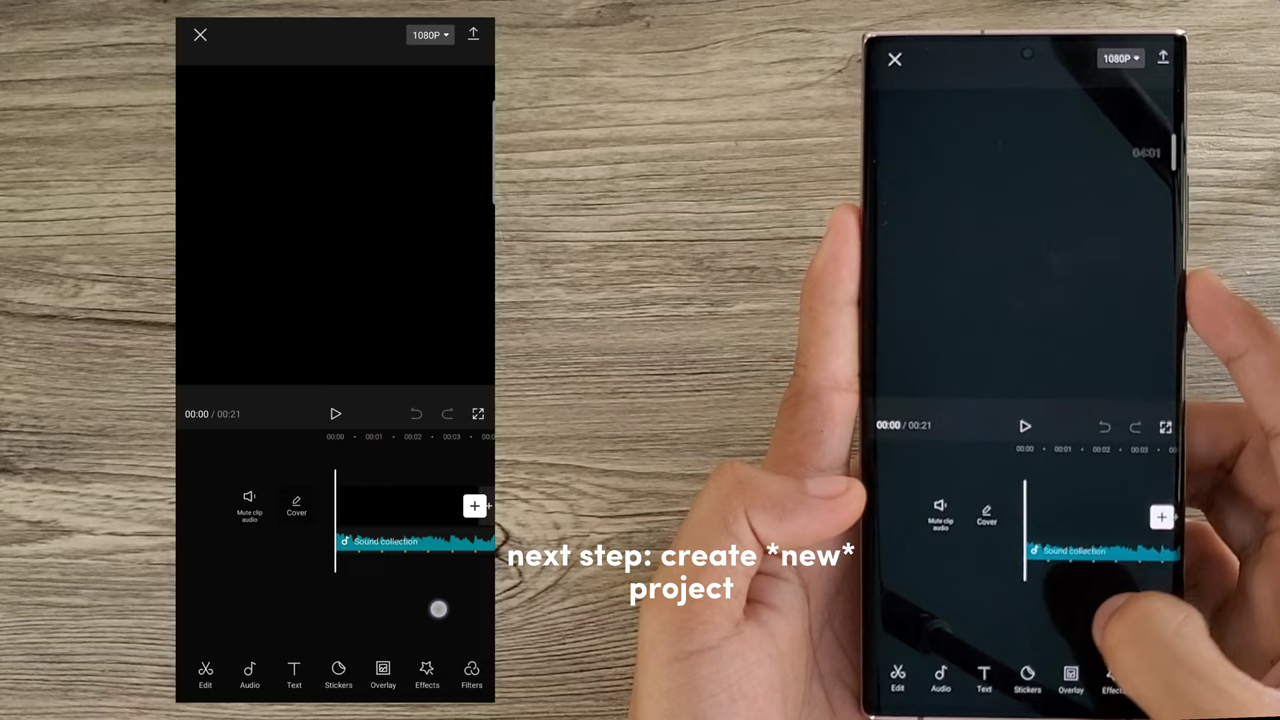 1080P
00:00 / 00:21
00:00 00:01 00:02 00:03
Mute clip
audio
Cover
Sound collection
Edit Audio Text Stickers Overlay Effects Filters
next step: create *new*
project
1080P
04:01
00:00 / 00:21
00:00 00:01 00:02 00:03
Mute clip
audio
Cover
Sound collection
Edit Audio Text Stickers Overlay